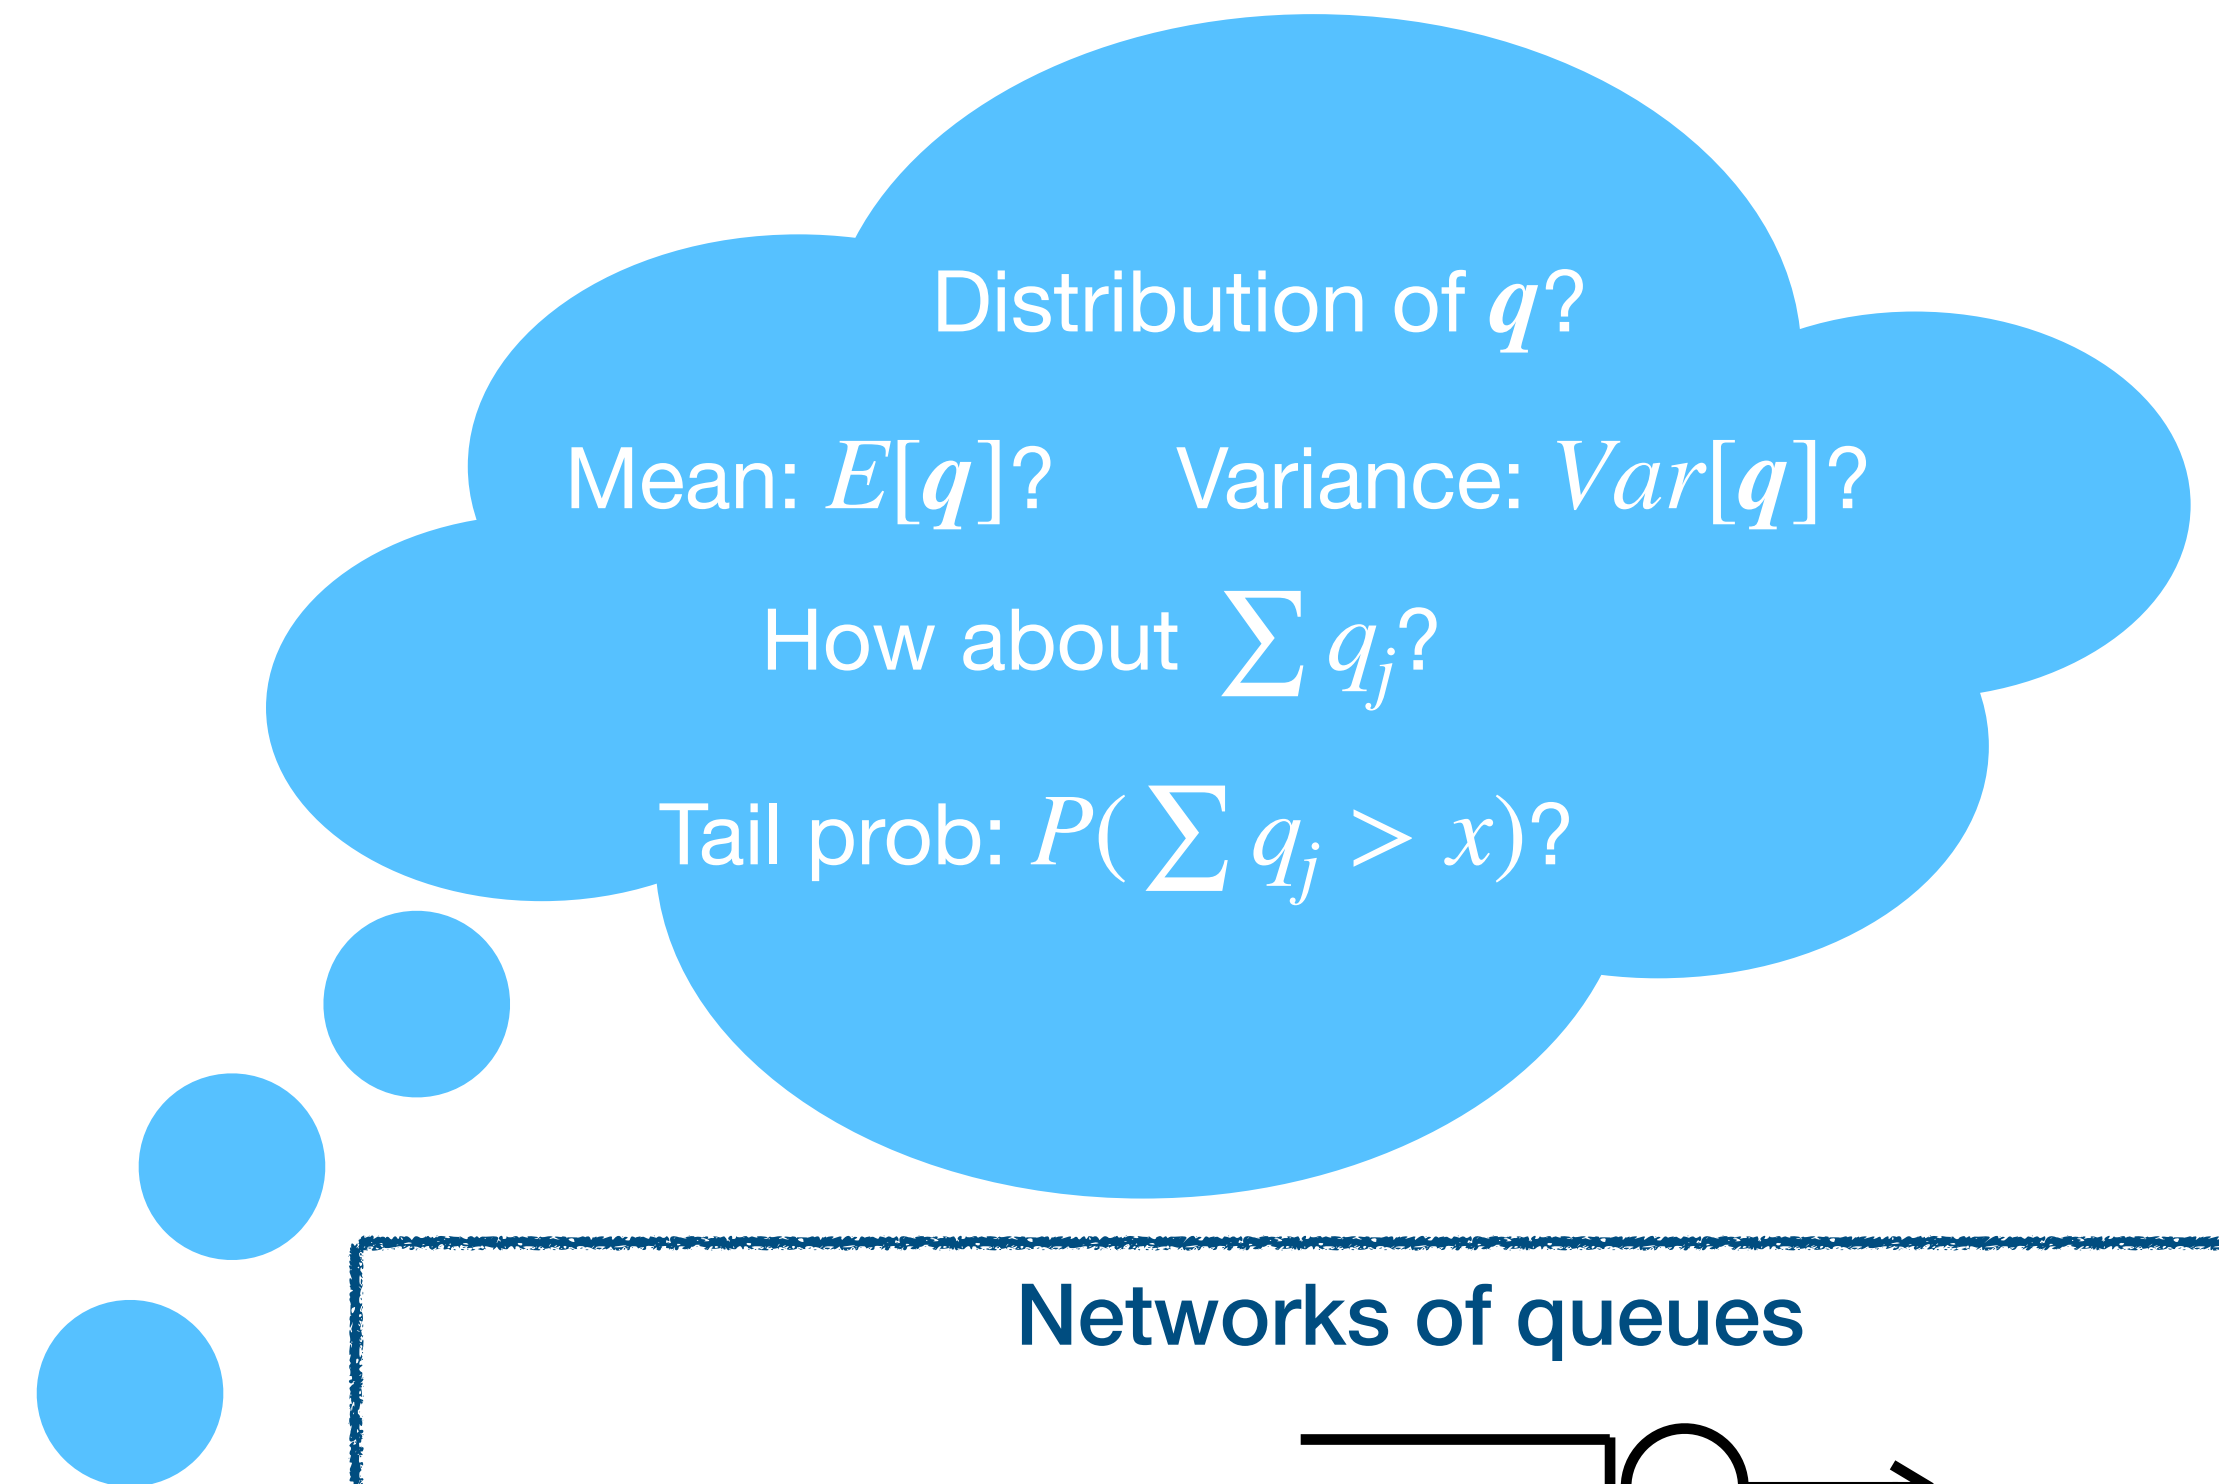 Distribution of q?
Mean: E[q]? Variance: Var[q]?
How about ∑ qⱼ?
Tail prob: P(∑ qⱼ > x)?
Networks of queues